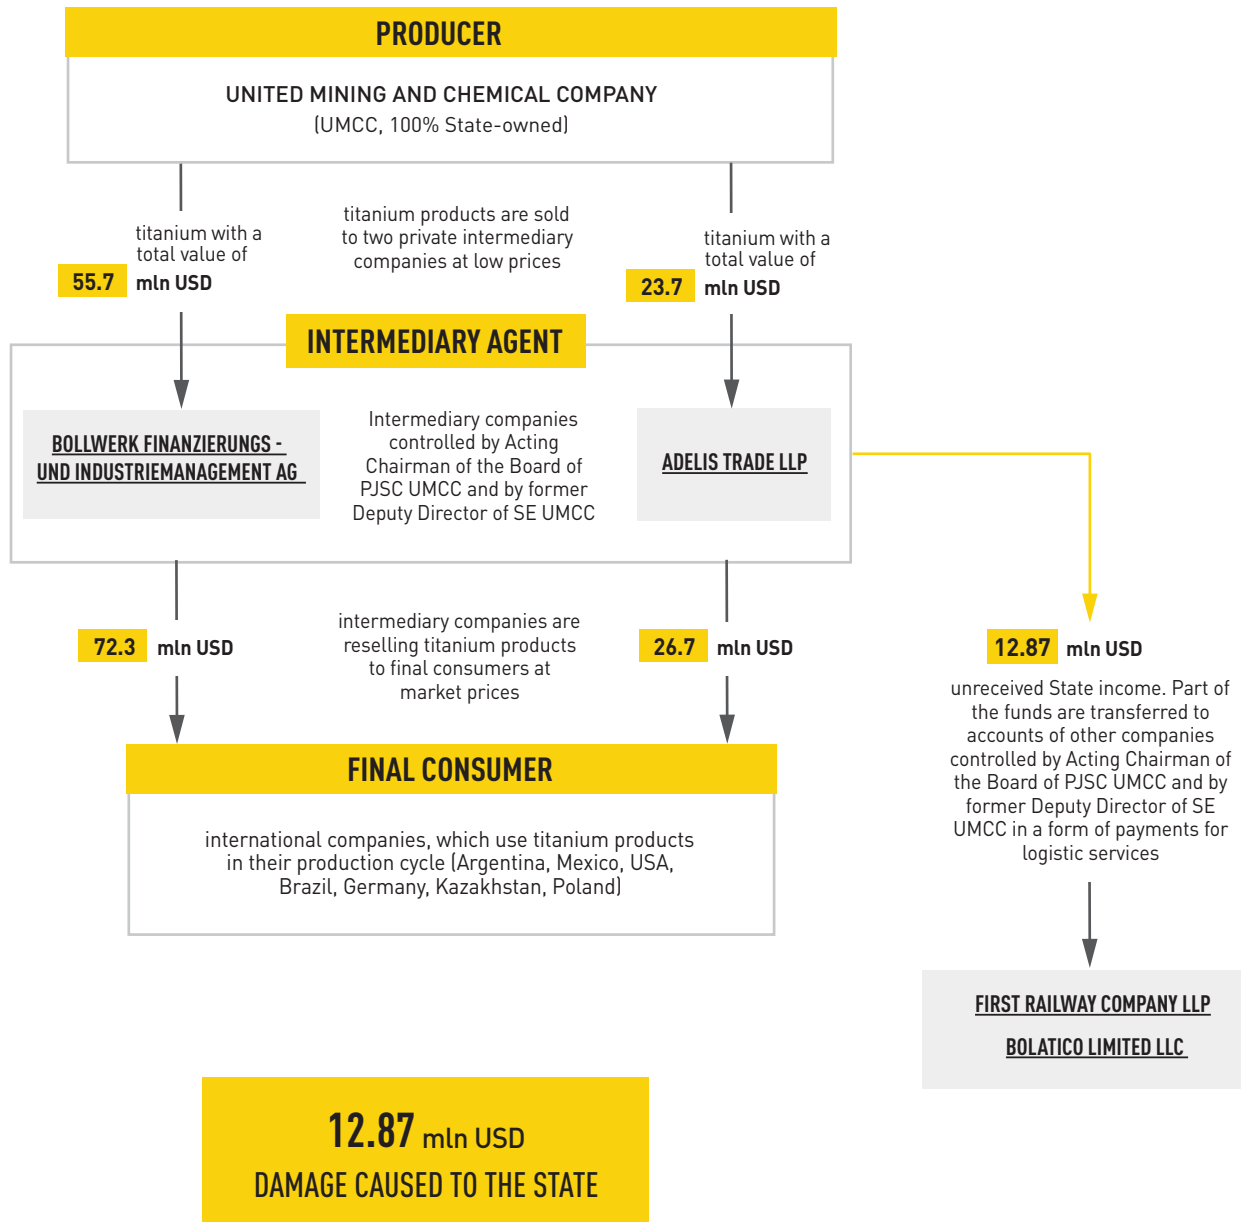 PRODUCER
UNITED MINING AND CHEMICAL COMPANY
(UMCC, 100% State-owned)
titanium with a
total value of
55.7 mln USD
titanium products are sold
to two private intermediary
companies at low prices
titanium with a
total value of
23.7 mln USD
INTERMEDIARY AGENT
BOLLWERK FINANZIERUNGS -
UND INDUSTRIEMANAGEMENT AG
Intermediary companies
controlled by Acting
Chairman of the Board of
PJSC UMCC and by former
Deputy Director of SE UMCC
ADELIS TRADE LLP
72.3 mln USD
intermediary companies are
reselling titanium products
to final consumers at
market prices
26.7 mln USD
12.87 mln USD
unreceived State income. Part of
the funds are transferred to
accounts of other companies
controlled by Acting Chairman of
the Board of PJSC UMCC and by
former Deputy Director of SE
UMCC in a form of payments for
logistic services
FINAL CONSUMER
international companies, which use titanium products
in their production cycle (Argentina, Mexico, USA,
Brazil, Germany, Kazakhstan, Poland)
FIRST RAILWAY COMPANY LLP
BOLATICO LIMITED LLC
12.87 mln USD
DAMAGE CAUSED TO THE STATE